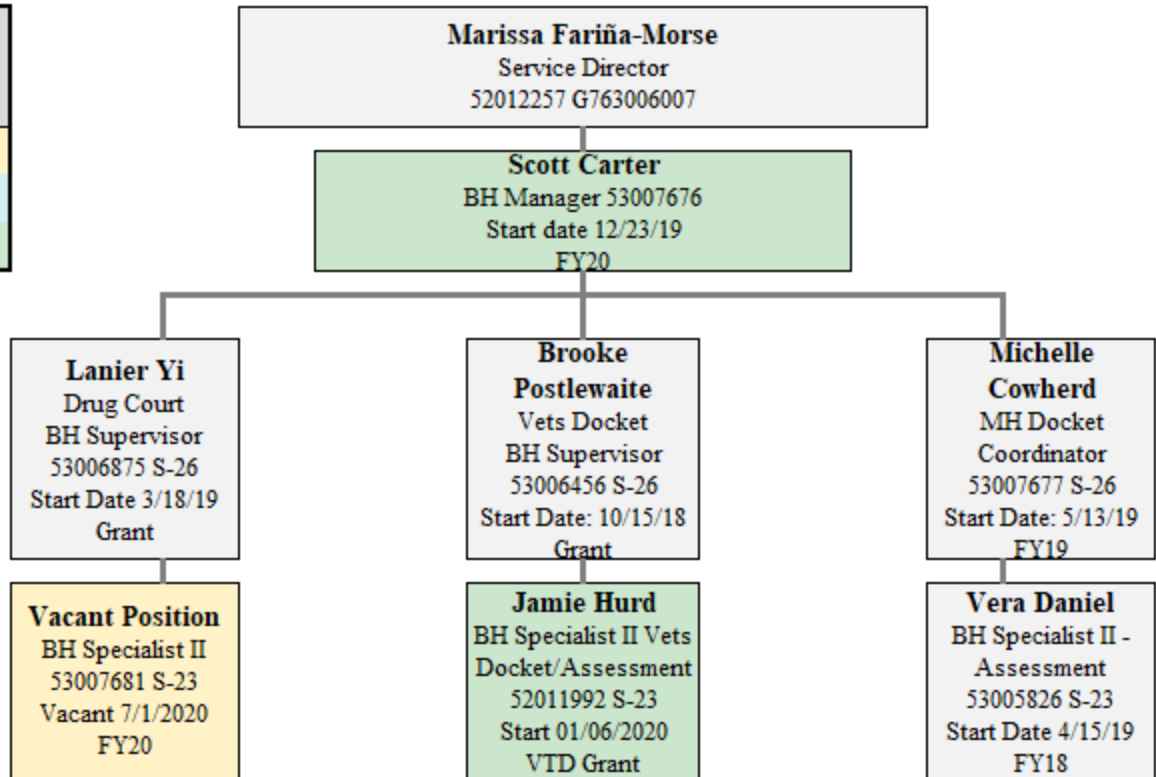 Marissa Fariña-Morse
Service Director
52012257 G763006007
Scott Carter
BH Manager 53007676
Start date 12/23/19
FY20
Lanier Yi
Drug Court
BH Supervisor
53006875 S-26
Start Date 3/18/19
Grant
Brooke
Postlewaite
Vets Docket
BH Supervisor
53006456 S-26
Start Date: 10/15/18
Grant
Michelle
Cowherd
MH Docket
Coordinator
53007677 S-26
Start Date: 5/13/19
FY19
Vacant Position
BH Specialist II
53007681 S-23
Vacant 7/1/2020
FY20
Jamie Hurd
BH Specialist II Vets
Docket/Assessment
52011992 S-23
Start 01/06/2020
VTD Grant
Vera Daniel
BH Specialist II -
Assessment
53005826 S-23
Start Date 4/15/19
FY18